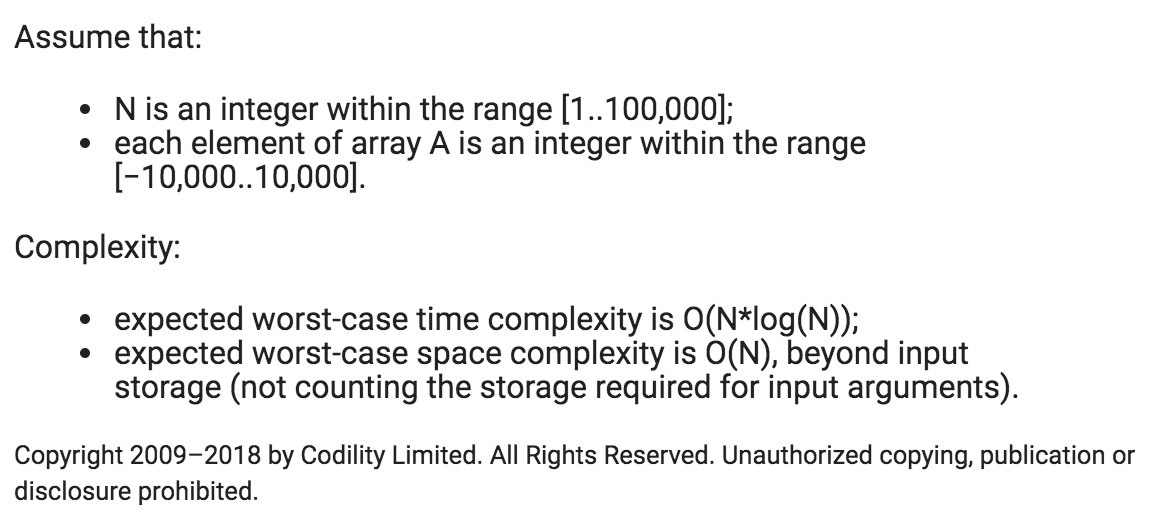 Assume that:
• N is an integer within the range [1..100,000];
• each element of array A is an integer within the range
[−10,000..10,000].
Complexity:
• expected worst-case time complexity is O(N*log(N));
• expected worst-case space complexity is O(N), beyond input
storage (not counting the storage required for input arguments).
Copyright 2009–2018 by Codility Limited. All Rights Reserved. Unauthorized copying, publication or
disclosure prohibited.